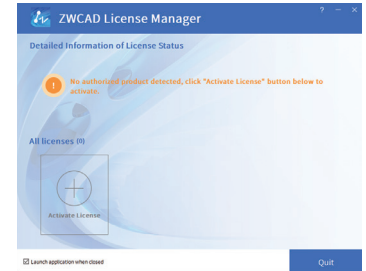 ZWCAD License Manager
Detailed Information of License Status
No authorized product detected, click "Activate License" button below to
activate.
All licenses (0)
Activate License
Launch application when closed
Quit